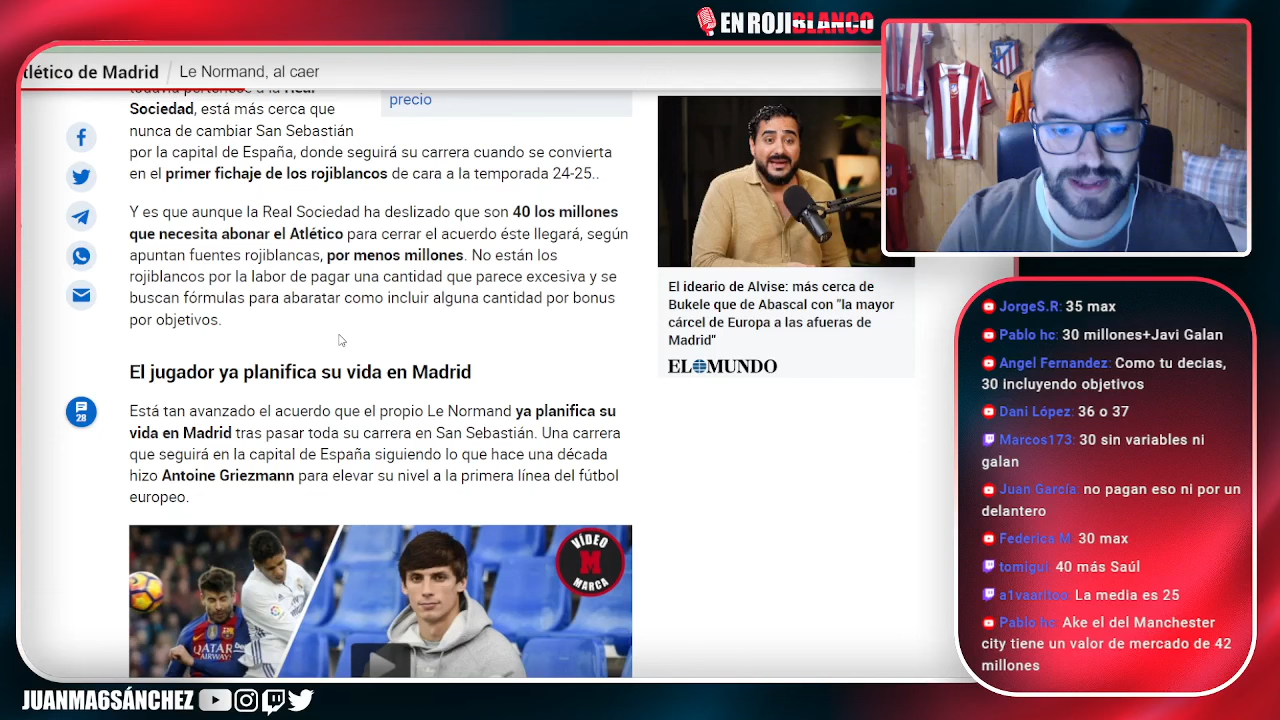 EN ROJIBLANCO
tlético de Madrid / Le Normand, al caer
todavía pertenece a la Real
Sociedad, está más cerca que
nunca de cambiar San Sebastián
por la capital de España, donde seguirá su carrera cuando se convierta
en el primer fichaje de los rojiblancos de cara a la temporada 24-25..
precio
Y es que aunque la Real Sociedad ha deslizado que son 40 los millones
que necesita abonar el Atlético para cerrar el acuerdo éste llegará, según
apuntan fuentes rojiblancas, por menos millones. No están los
rojiblancos por la labor de pagar una cantidad que parece excesiva y se
buscan fórmulas para abaratar como incluir alguna cantidad por bonus
por objetivos.
El jugador ya planifica su vida en Madrid
28
Está tan avanzado el acuerdo que el propio Le Normand ya planifica su
vida en Madrid tras pasar toda su carrera en San Sebastián. Una carrera
que seguirá en la capital de España siguiendo lo que hace una década
hizo Antoine Griezmann para elevar su nivel a la primera línea del fútbol
europeo.
QATAR
AIRWAYS
VÍDEO
M
MARCA
El ideario de Alvise: más cerca de
Bukele que de Abascal con "la mayor
cárcel de Europa a las afueras de
Madrid"
EL MUNDO
JorgeS.R: 35 max
Pablo hc: 30 millones+Javi Galan
Angel Fernandez: Como tu decias,
30 incluyendo objetivos
Dani López: 36 o 37
Marcos173: 30 sin variables ni
galan
Juan García: no pagan eso ni por un
delantero
Federica M: 30 max
tomigui: 40 más Saúl
a1vaaritoo: La media es 25
Pablo hc: Ake el del Manchester
city tiene un valor de mercado de 42
millones
JUANMA6SÁNCHEZ